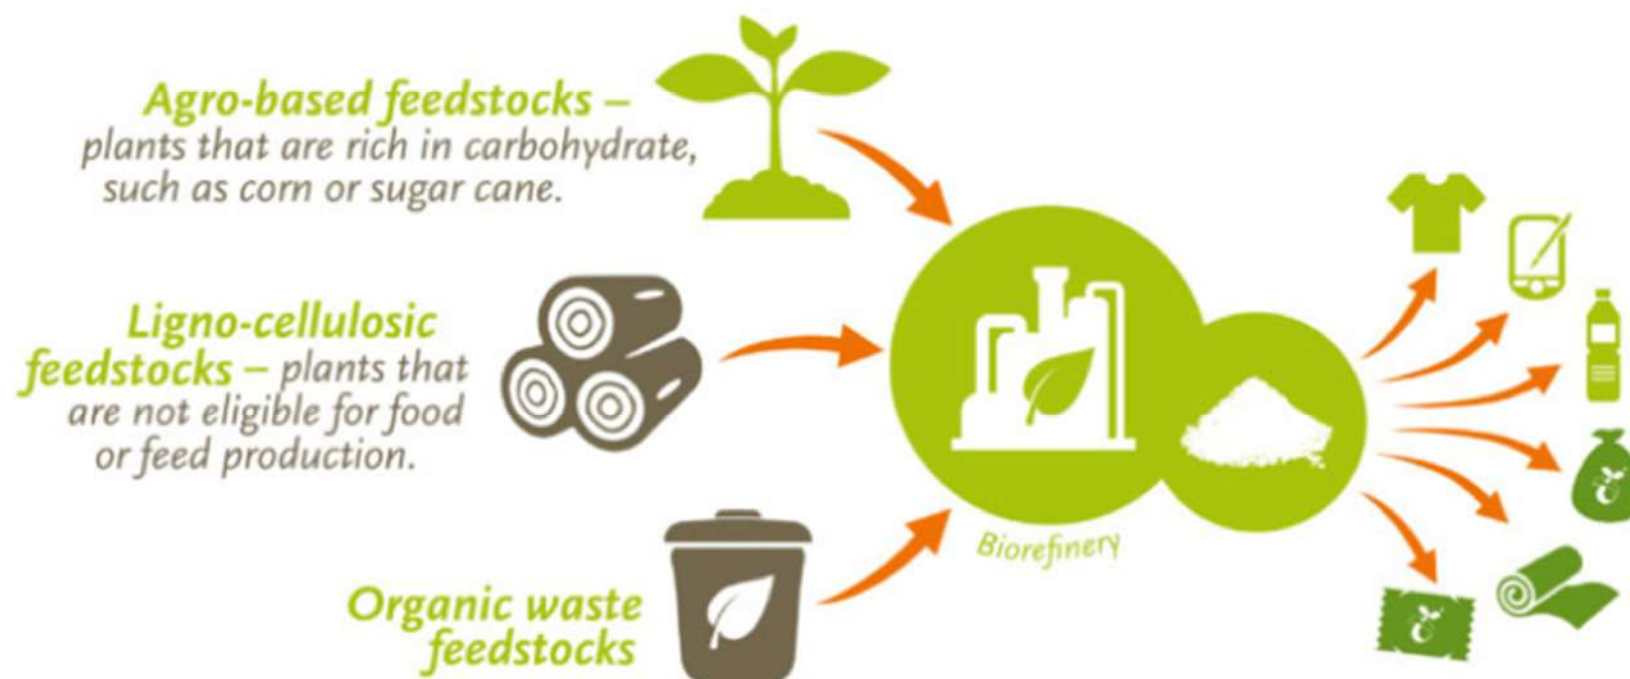 Agro-based feedstocks –
plants that are rich in carbohydrate,
such as corn or sugar cane.
Ligno-cellulosic
feedstocks – plants that
are not eligible for food
or feed production.
Organic waste
feedstocks
Biorefinery